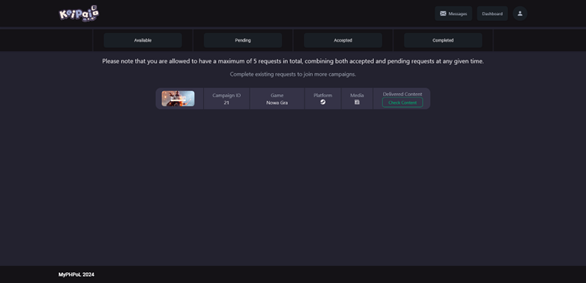 KeyPal
Messages
Dashboard
Available
Pending
Accepted
Completed
Please note that you are allowed to have a maximum of 5 requests in total, combining both accepted and pending requests at any given time.
Complete existing requests to join more campaigns.
Campaign ID
Game
Platform
Media
Delivered Content
Nowa Gra
Check Content
MyPHPoL 2024